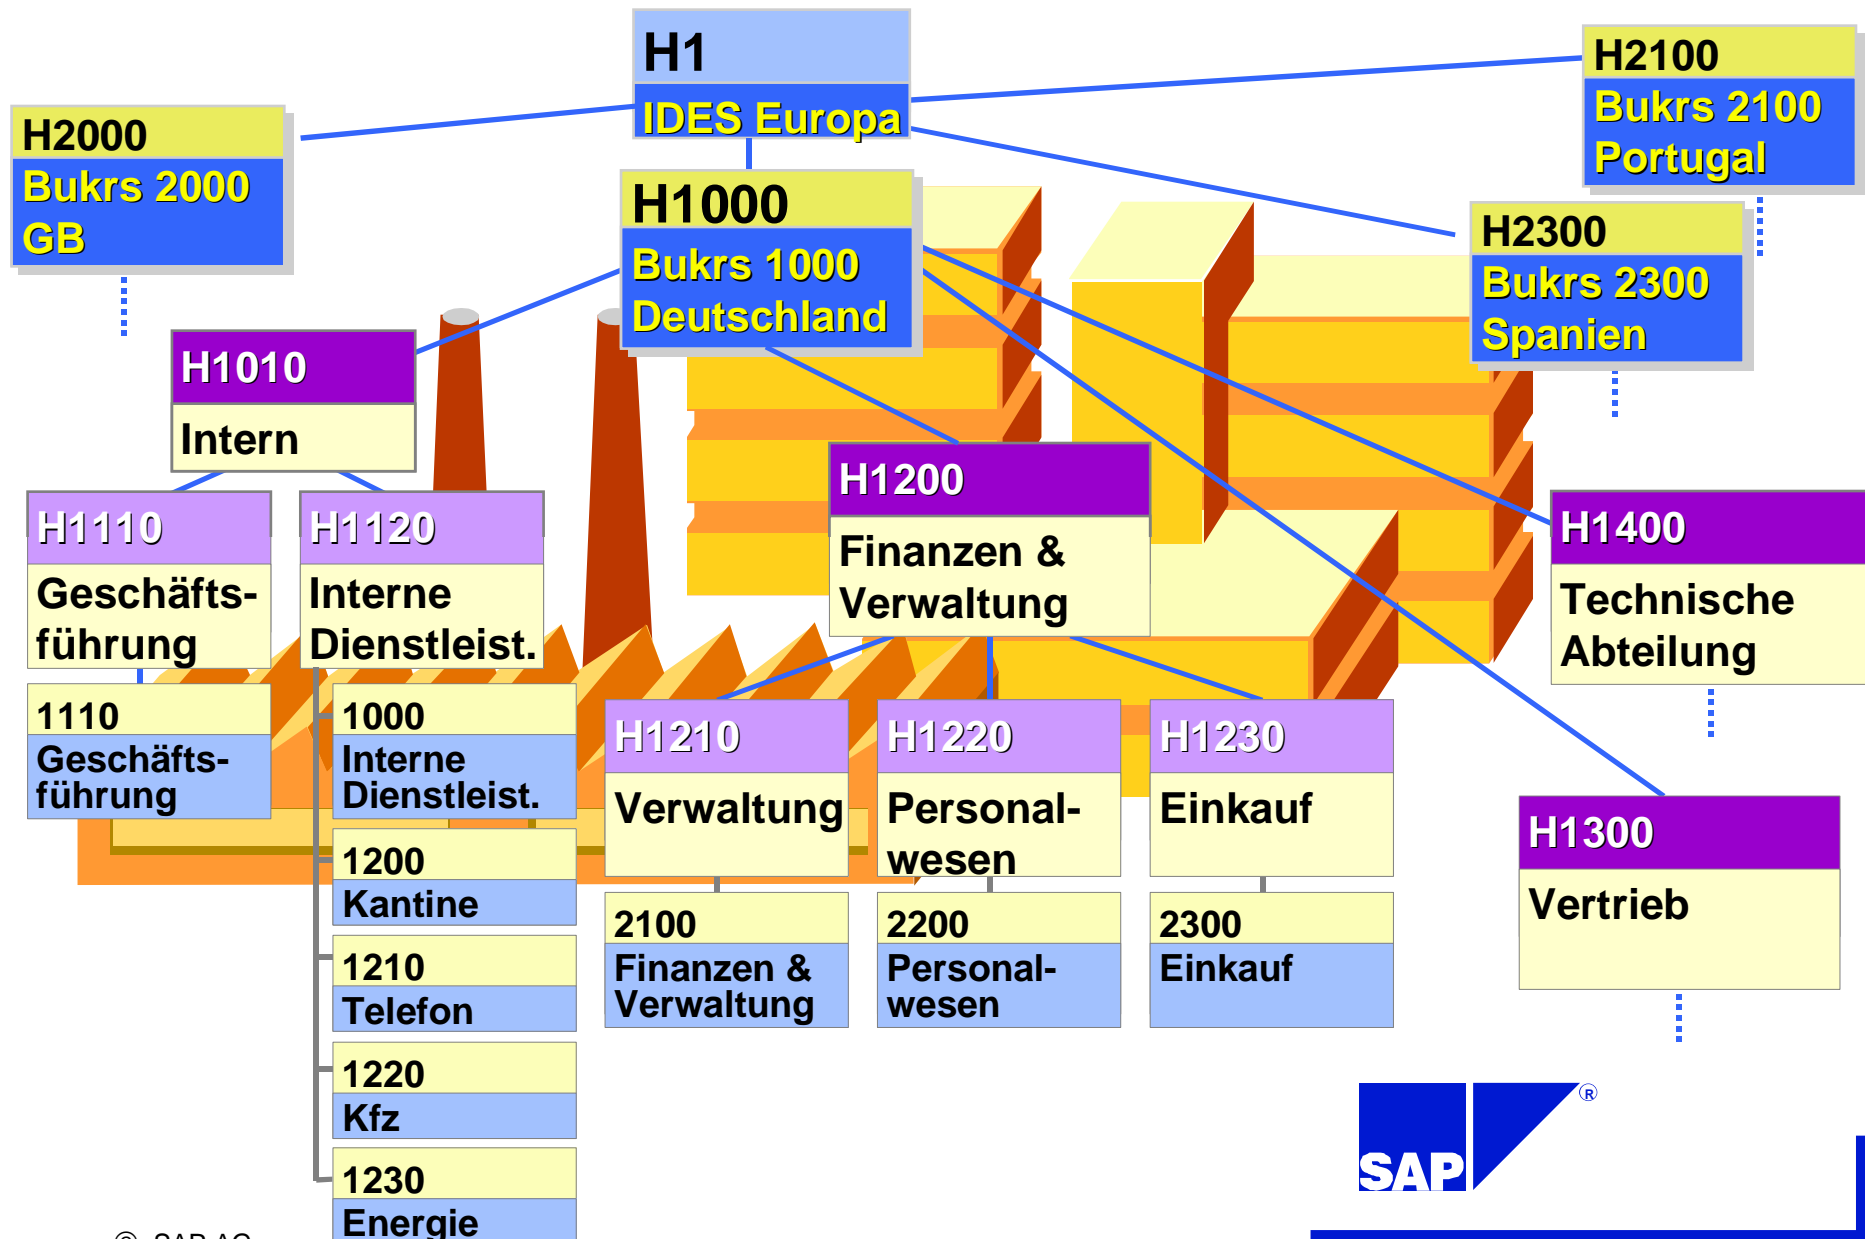 H1
IDES Europa
H2000
Bukrs 2000
GB
H1000
Bukrs 1000
Deutschland
H2100
Bukrs 2100
Portugal
H2300
Bukrs 2300
Spanien
H1010
Intern
H1110
Geschäfts-
führung
1110
Geschäfts-
führung
H1120
Interne
Dienstleist.
1000
Interne
Dienstleist.
1200
Kantine
1210
Telefon
1220
Kfz
1230
Energie
H1200
Finanzen &
Verwaltung
H1210
Verwaltung
2100
Finanzen &
Verwaltung
H1220
Personal-
wesen
2200
Personal-
wesen
H1230
Einkauf
2300
Einkauf
H1400
Technische
Abteilung
H1300
Vertrieb
SAP ®
© SAP AG